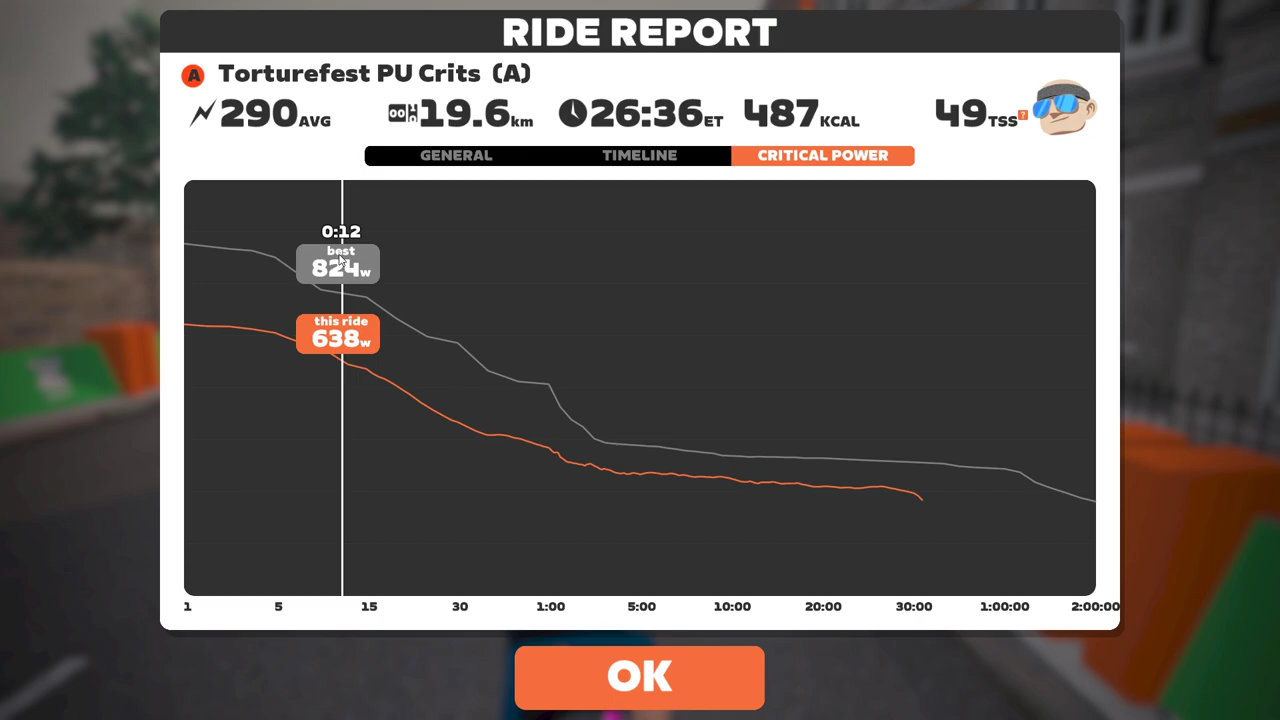 RIDE REPORT
A Torturefest PU Crits (A)
290AVG 19.6km 26:36ET 487KCAL 49TSS?
GENERAL TIMELINE CRITICAL POWER
0:12
best
824w
this ride
638w
1 5 15 30 1:00 5:00 10:00 20:00 30:00 1:00:00 2:00:00
OK